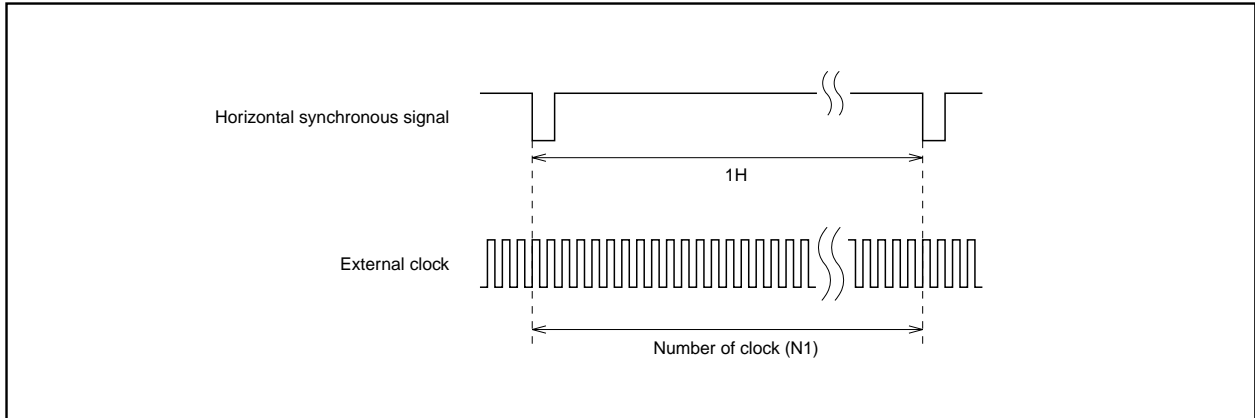 Horizontal synchronous signal
1H
External clock
Number of clock (N1)